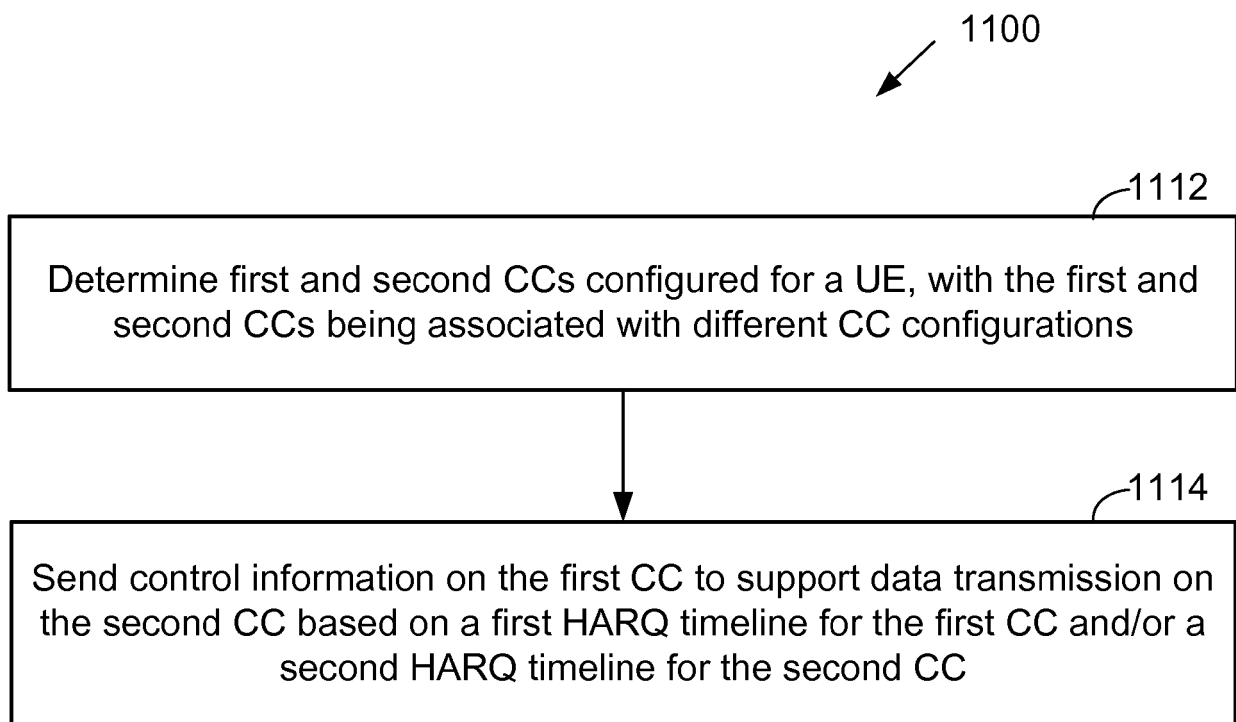 1100
1112
Determine first and second CCs configured for a UE, with the first and
second CCs being associated with different CC configurations
1114
Send control information on the first CC to support data transmission on
the second CC based on a first HARQ timeline for the first CC and/or a
second HARQ timeline for the second CC